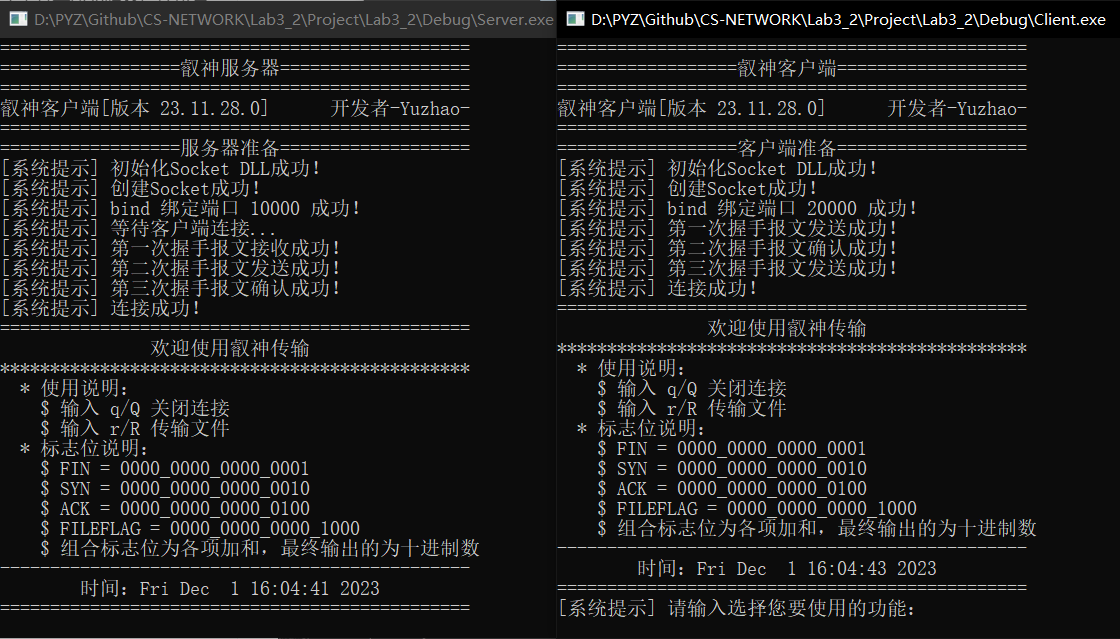 D:\PYZ\Github\CS-NETWORK\Lab3_2\Project\Lab3_2\Debug\Server.exe
===============================================
==================叡神服务器===================
===============================================
叡神客户端[版本 23.11.28.0]      开发者-Yuzhao-
===============================================
==================服务器准备===================
[系统提示] 初始化Socket DLL成功!
[系统提示] 创建Socket成功!
[系统提示] bind 绑定端口 10000 成功!
[系统提示] 等待客户端连接...
[系统提示] 第一次握手报文接收成功!
[系统提示] 第二次握手报文发送成功!
[系统提示] 第三次握手报文确认成功!
[系统提示] 连接成功!
===============================================
欢迎使用叡神传输
***********************************************
* 使用说明:
$ 输入 q/Q 关闭连接
$ 输入 r/R 传输文件
* 标志位说明:
$ FIN = 0000_0000_0000_0001
$ SYN = 0000_0000_0000_0010
$ ACK = 0000_0000_0000_0100
$ FILEFLAG = 0000_0000_0000_1000
$ 组合标志位为各项加和，最终输出的为十进制数
-----------------------------------------------
时间: Fri Dec  1 16:04:41 2023
===============================================
D:\PYZ\Github\CS-NETWORK\Lab3_2\Project\Lab3_2\Debug\Client.exe
===============================================
==================叡神客户端===================
===============================================
叡神客户端[版本 23.11.28.0]      开发者-Yuzhao-
===============================================
==================客户端准备===================
[系统提示] 初始化Socket DLL成功!
[系统提示] 创建Socket成功!
[系统提示] bind 绑定端口 20000 成功!
[系统提示] 第一次握手报文发送成功!
[系统提示] 第二次握手报文确认成功!
[系统提示] 第三次握手报文发送成功!
[系统提示] 连接成功!
===============================================
欢迎使用叡神传输
***********************************************
* 使用说明:
$ 输入 q/Q 关闭连接
$ 输入 r/R 传输文件
* 标志位说明:
$ FIN = 0000_0000_0000_0001
$ SYN = 0000_0000_0000_0010
$ ACK = 0000_0000_0000_0100
$ FILEFLAG = 0000_0000_0000_1000
$ 组合标志位为各项加和，最终输出的为十进制数
-----------------------------------------------
时间: Fri Dec  1 16:04:43 2023
===============================================
[系统提示] 请输入选择您要使用的功能: